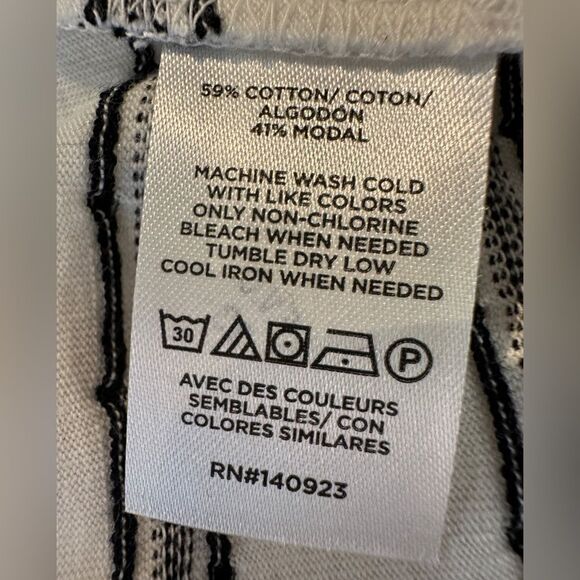 59% COTTON/ COTON/
ALGODÓN
41% MODAL
MACHINE WASH COLD
WITH LIKE COLORS
ONLY NON-CHLORINE
BLEACH WHEN NEEDED
TUMBLE DRY LOW
COOL IRON WHEN NEEDED
30 P
AVEC DES COULEURS
SEMBLABLES/ CON
COLORES SIMILARES
RN#140923